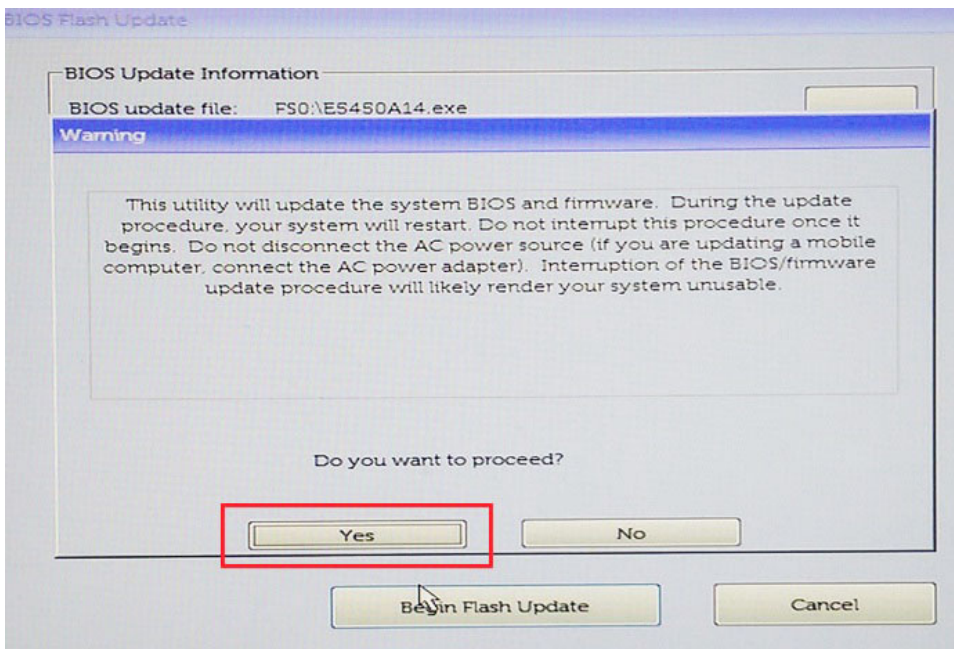 BIOS Flash Update
BIOS Update Information
BIOS update file: FS0:\E5450A14.exe
Warning
This utility will update the system BIOS and firmware. During the update
procedure, your system will restart. Do not interrupt this procedure once it
begins. Do not disconnect the AC power source (if you are updating a mobile
computer, connect the AC power adapter). Interruption of the BIOS/firmware
update procedure will likely render your system unusable.
Do you want to proceed?
Yes No
Begin Flash Update Cancel